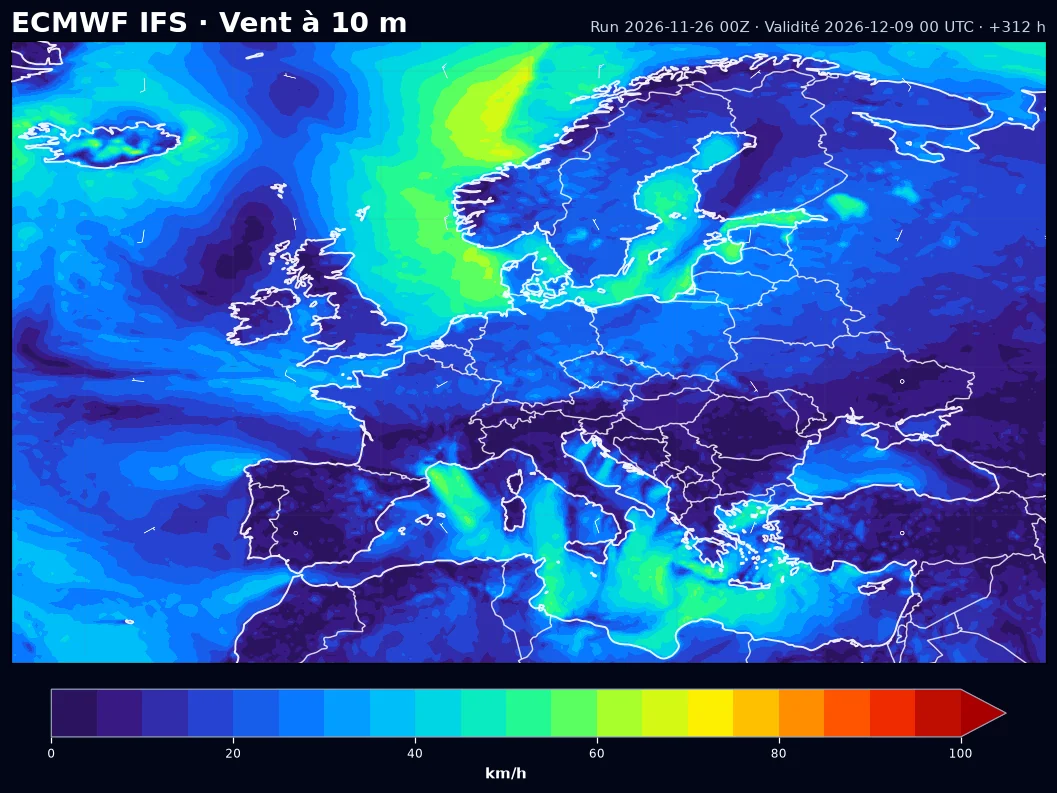 ECMWF IFS · Vent à 10 m
Run 2026-11-26 00Z · Validité 2026-12-09 00 UTC · +312 h
0 20 40 60 80 100
km/h